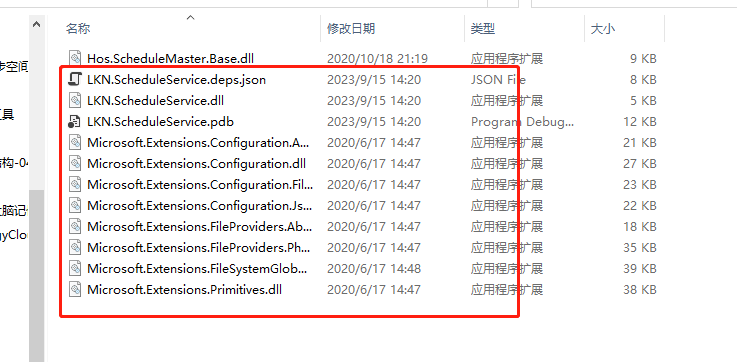 名称 修改日期 类型 大小
Hos.ScheduleMaster.Base.dll 2020/10/18 21:19 应用程序扩展 9 KB
步空间
LKN.ScheduleService.deps.json 2023/9/15 14:20 JSON File 8 KB
LKN.ScheduleService.dll 2023/9/15 14:20 应用程序扩展 5 KB
工具
LKN.ScheduleService.pdb 2023/9/15 14:20 Program Debug... 12 KB
Microsoft.Extensions.Configuration.A... 2020/6/17 14:47 应用程序扩展 21 KB
结构-04
Microsoft.Extensions.Configuration.dll 2020/6/17 14:47 应用程序扩展 27 KB
Microsoft.Extensions.Configuration.Fil... 2020/6/17 14:47 应用程序扩展 23 KB
Microsoft.Extensions.Configuration.Js... 2020/6/17 14:47 应用程序扩展 22 KB
脑记
Microsoft.Extensions.FileProviders.Ab... 2020/6/17 14:47 应用程序扩展 18 KB
gyClo
Microsoft.Extensions.FileProviders.Ph... 2020/6/17 14:47 应用程序扩展 35 KB
Microsoft.Extensions.FileSystemGlob... 2020/6/17 14:48 应用程序扩展 39 KB
Microsoft.Extensions.Primitives.dll 2020/6/17 14:47 应用程序扩展 38 KB